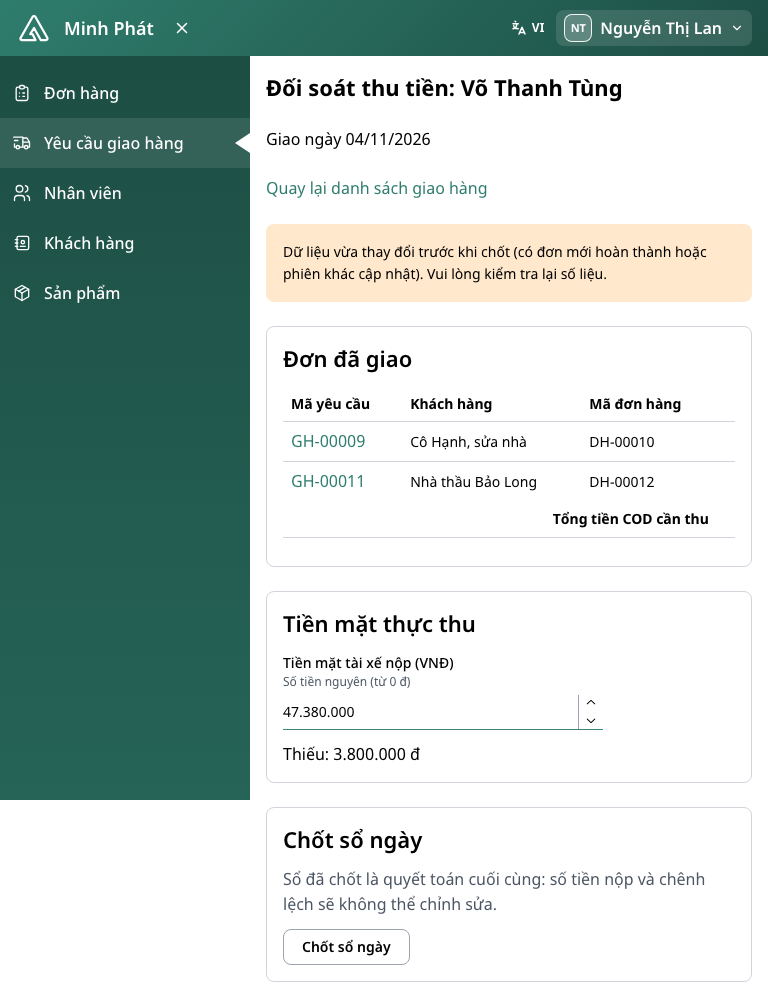 Minh Phát
VI
NT
Nguyễn Thị Lan
Đơn hàng
Yêu cầu giao hàng
Nhân viên
Khách hàng
Sản phẩm
Đối soát thu tiền: Võ Thanh Tùng
Giao ngày 04/11/2026
Quay lại danh sách giao hàng
Dữ liệu vừa thay đổi trước khi chốt (có đơn mới hoàn thành hoặc
phiên khác cập nhật). Vui lòng kiểm tra lại số liệu.
Đơn đã giao
Mã yêu cầu Khách hàng Mã đơn hàng
GH-00009 Cô Hạnh, sửa nhà DH-00010
GH-00011 Nhà thầu Bảo Long DH-00012
Tổng tiền COD cần thu
Tiền mặt thực thu
Tiền mặt tài xế nộp (VNĐ)
Số tiền nguyên (từ 0 đ)
47.380.000
Thiếu: 3.800.000 đ
Chốt sổ ngày
Sổ đã chốt là quyết toán cuối cùng: số tiền nộp và chênh
lệch sẽ không thể chỉnh sửa.
Chốt sổ ngày